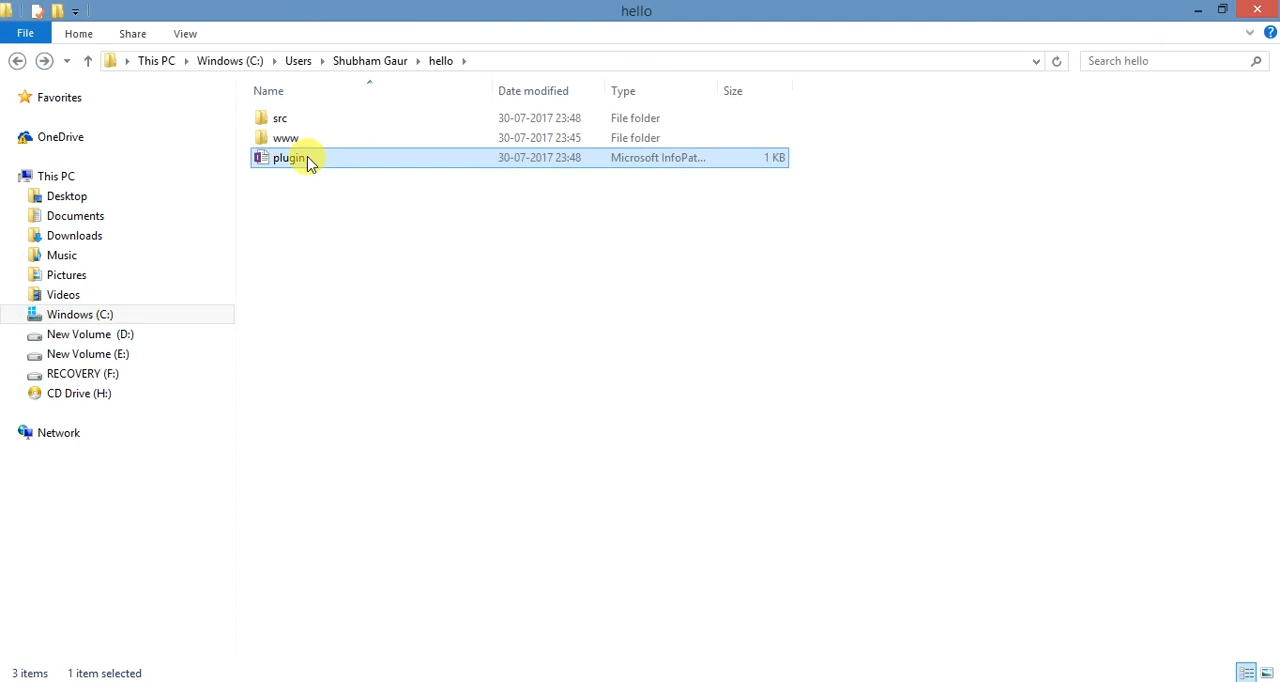 hello
File Home Share View
This PC Windows (C:) Users Shubham Gaur hello Search hello
Name Date modified Type Size
Favorites
src 30-07-2017 23:48 File folder
www 30-07-2017 23:45 File folder
plugin 30-07-2017 23:48 Microsoft InfoPat... 1 KB
OneDrive
This PC
Desktop
Documents
Downloads
Music
Pictures
Videos
Windows (C:)
New Volume (D:)
New Volume (E:)
RECOVERY (F:)
CD Drive (H:)
Network
3 items 1 item selected